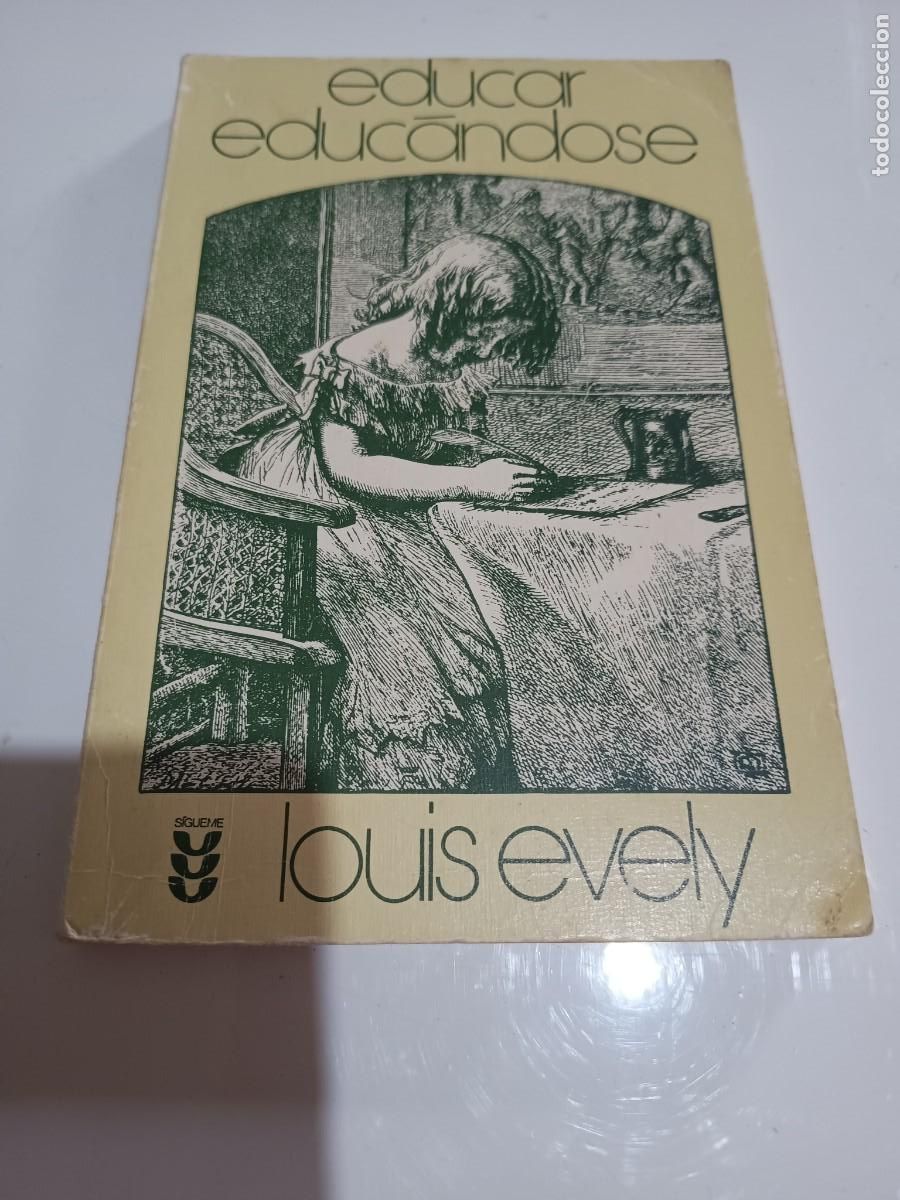 educar
educándose
SÍGUEME
louis evely
todocoleccion